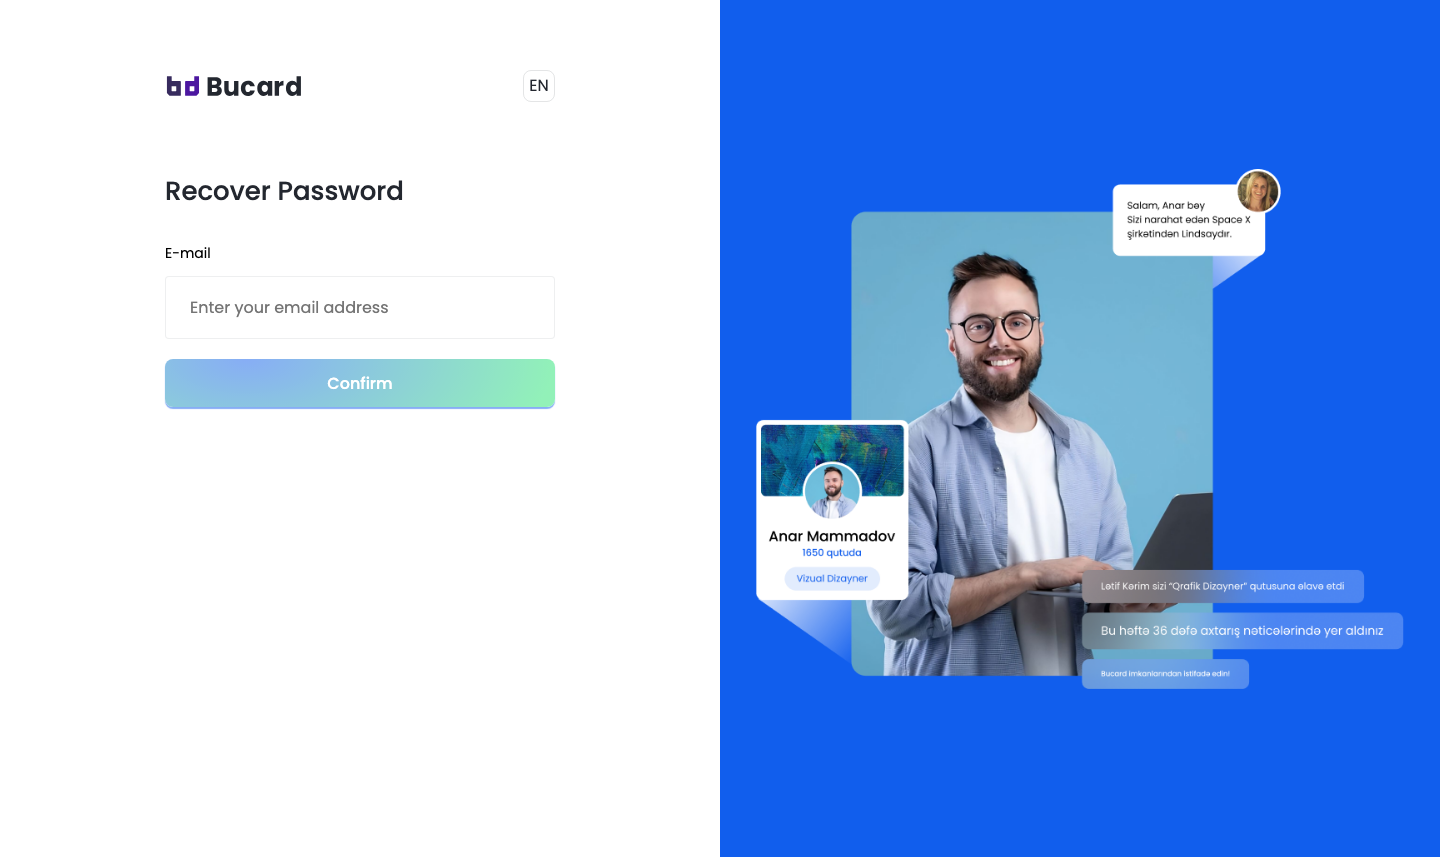 Bucard
EN
Recover Password
E-mail
Enter your email address
Confirm
Salam, Anar bəy
Sizi narahat edən Space X
şirkətindən Lindsaydır.
Anar Mammadov
1650 qutuda
Vizual Dizayner
Lətif Kərim sizi “Qrafik Dizayner” qutusuna əlavə etdi
Bu həftə 36 dəfə axtarış nəticələrində yer aldınız
Bucard imkanlarından istifadə edin!